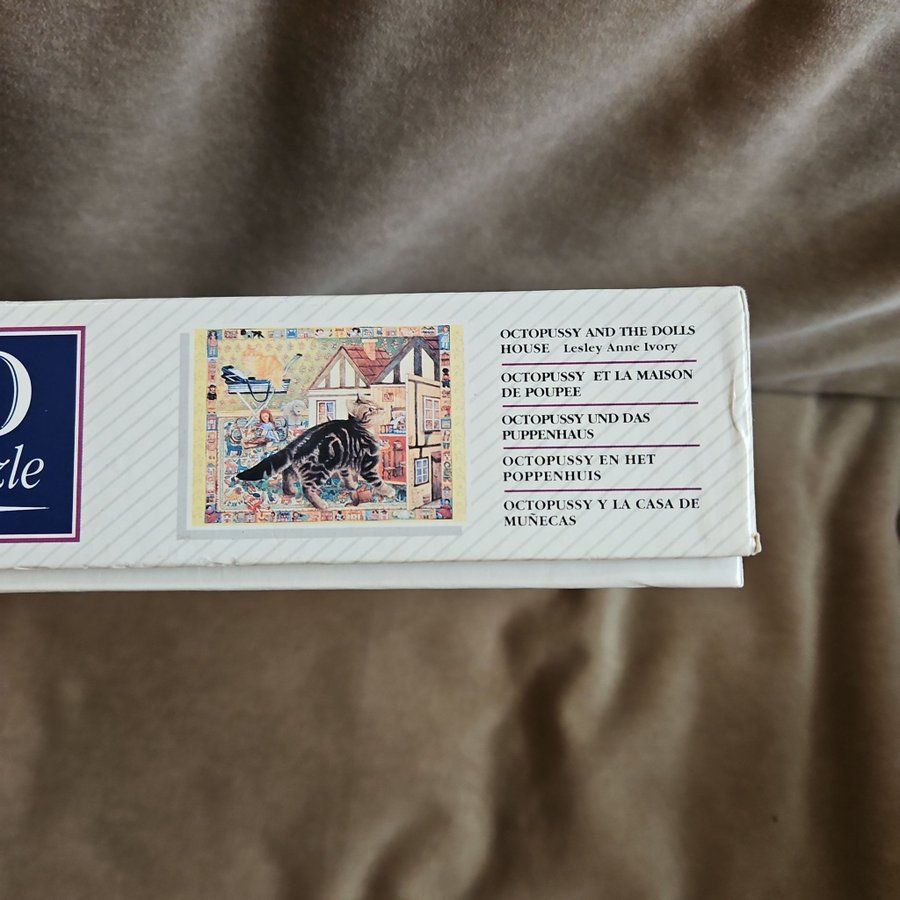 OCTOPUSSY AND THE DOLLS
HOUSE Lesley Anne Ivory
OCTOPUSSY ET LA MAISON
DE POUPEE
OCTOPUSSY UND DAS
PUPPENHAUS
OCTOPUSSY EN HET
POPPENHUIS
OCTOPUSSY Y LA CASA DE
MUÑECAS